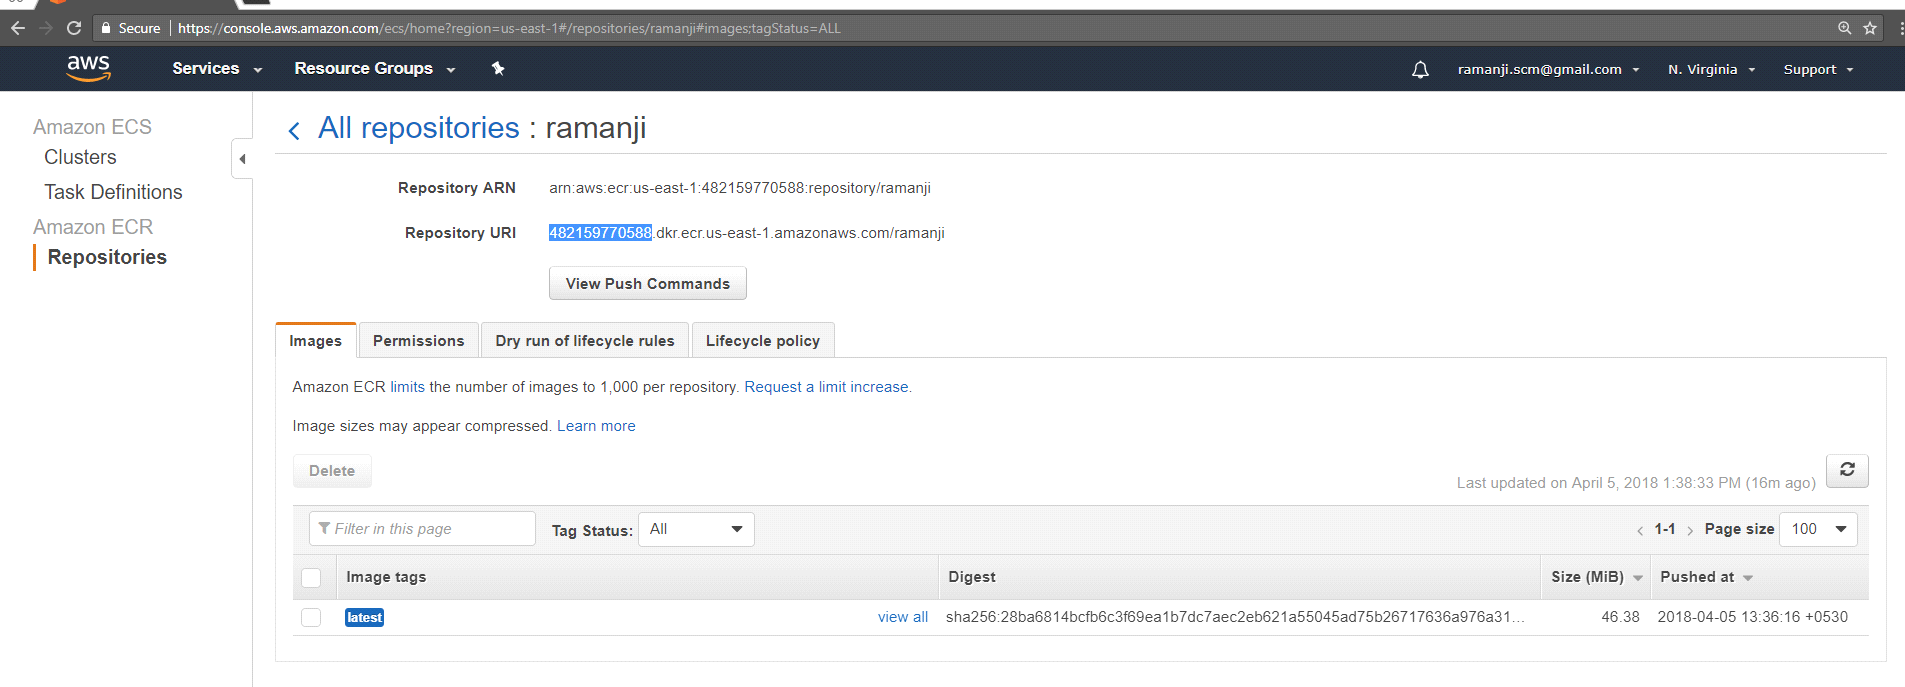 Secure https://console.aws.amazon.com/ecs/home?region=us-east-1#/repositories/ramanji#images;tagStatus=ALL
aws Services Resource Groups ramanji.scm@gmail.com N. Virginia Support
Amazon ECS
Clusters
Task Definitions
Amazon ECR
Repositories
All repositories : ramanji
Repository ARN arn:aws:ecr:us-east-1:482159770588:repository/ramanji
Repository URI 482159770588.dkr.ecr.us-east-1.amazonaws.com/ramanji
View Push Commands
Images Permissions Dry run of lifecycle rules Lifecycle policy
Amazon ECR limits the number of images to 1,000 per repository. Request a limit increase.
Image sizes may appear compressed. Learn more
Delete
Last updated on April 5, 2018 1:38:33 PM (16m ago)
Filter in this page Tag Status: All < 1-1 > Page size 100
Image tags Digest Size (MiB) Pushed at
latest view all sha256:28ba6814bcfb6c3f69ea1b7dc7aec2eb621a55045ad75b26717636a976a31... 46.38 2018-04-05 13:36:16 +0530